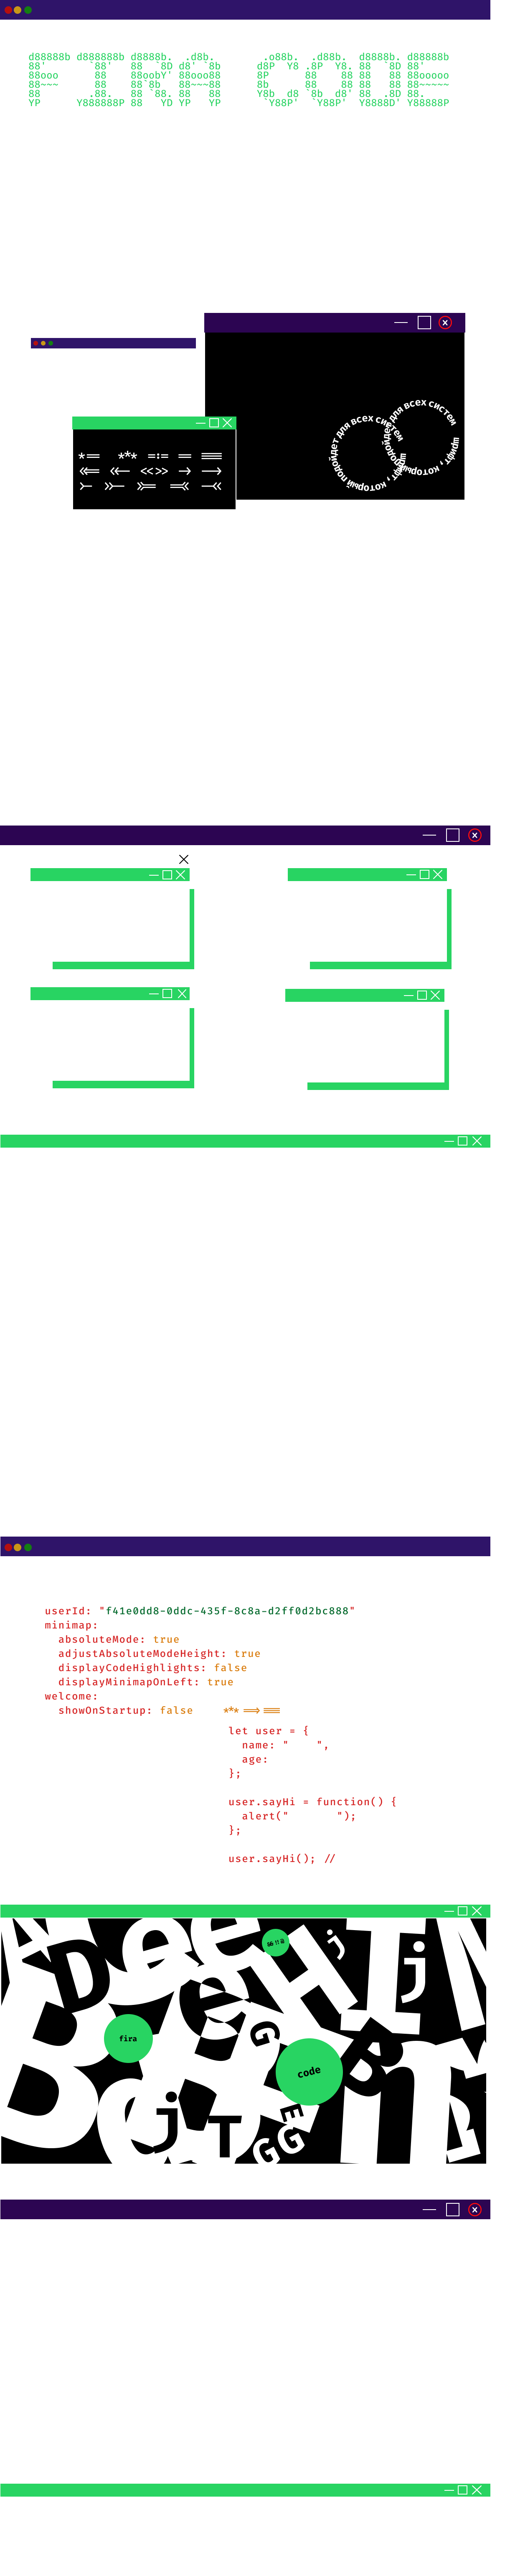 d88888b d888888b d8888b.  .d8b.       .o88b.  .d88b.  d8888b. d88888b
88'       `88'   88  `8D d8' `8b     d8P  Y8 .8P  Y8. 88  `8D 88'
88ooo      88    88oobY' 88ooo88     8P      88    88 88   88 88ooooo
88~~~      88    88`8b   88~~~88     8b      88    88 88   88 88~~~~~
88        .88.   88 `88. 88   88     Y8b  d8 `8b  d8' 88  .8D 88.
YP      Y888888P 88   YD YP   YP      `Y88P'  `Y88P'  Y8888D' Y88888P
шрифт, который подойдет для всех систем
шрифт, который подойдет для всех систем
userId: "f41e0dd8-0ddc-435f-8c8a-d2ff0d2bc888"
minimap:
absoluteMode: true
adjustAbsoluteModeHeight: true
displayCodeHighlights: false
displayMinimapOnLeft: true
welcome:
showOnStartup: false *** ==> ===
let user = {
name: "    ",
age:
};
user.sayHi = function() {
alert("       ");
};
user.sayHi(); //
fira
code